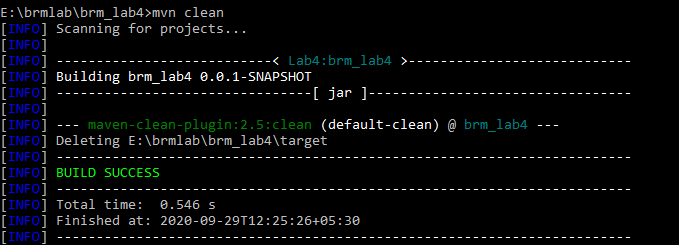 E:\brmlab\brm_lab4>mvn clean
[INFO] Scanning for projects...
[INFO]
[INFO] ----------------------------< Lab4:brm_lab4 >----------------------------
[INFO] Building brm_lab4 0.0.1-SNAPSHOT
[INFO] --------------------------------[ jar ]---------------------------------
[INFO]
[INFO] --- maven-clean-plugin:2.5:clean (default-clean) @ brm_lab4 ---
[INFO] Deleting E:\brmlab\brm_lab4\target
[INFO] ------------------------------------------------------------------------
[INFO] BUILD SUCCESS
[INFO] ------------------------------------------------------------------------
[INFO] Total time:  0.546 s
[INFO] Finished at: 2020-09-29T12:25:26+05:30
[INFO] ------------------------------------------------------------------------